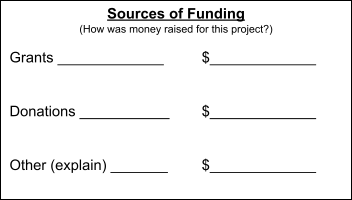 Sources of Funding
(How was money raised for this project?)
Grants _____________ $_____________
Donations ___________ $_____________
Other (explain) _______ $_____________